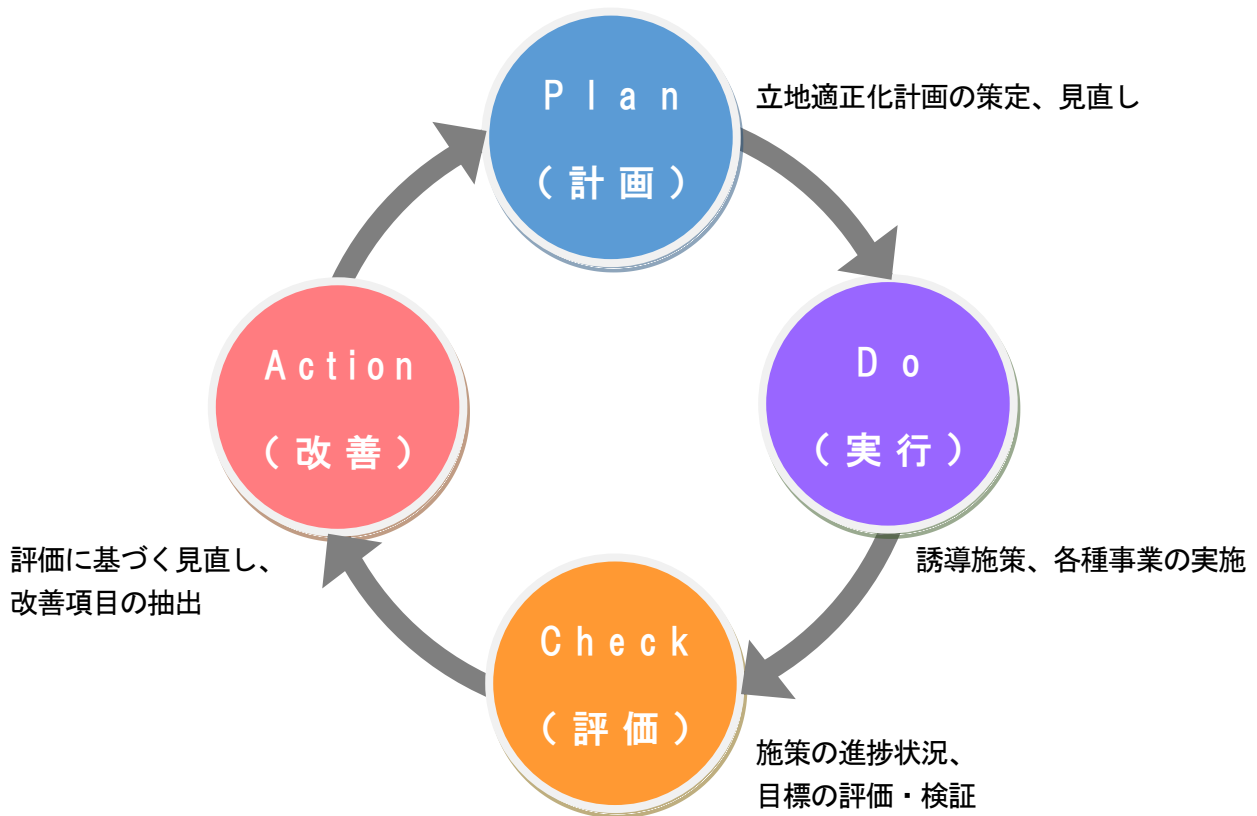 Plan
（計画）
立地適正化計画の策定、見直し
Do
（実行）
誘導施策、各種事業の実施
Check
（評価）
施策の進捗状況、
目標の評価・検証
Action
（改善）
評価に基づく見直し、
改善項目の抽出